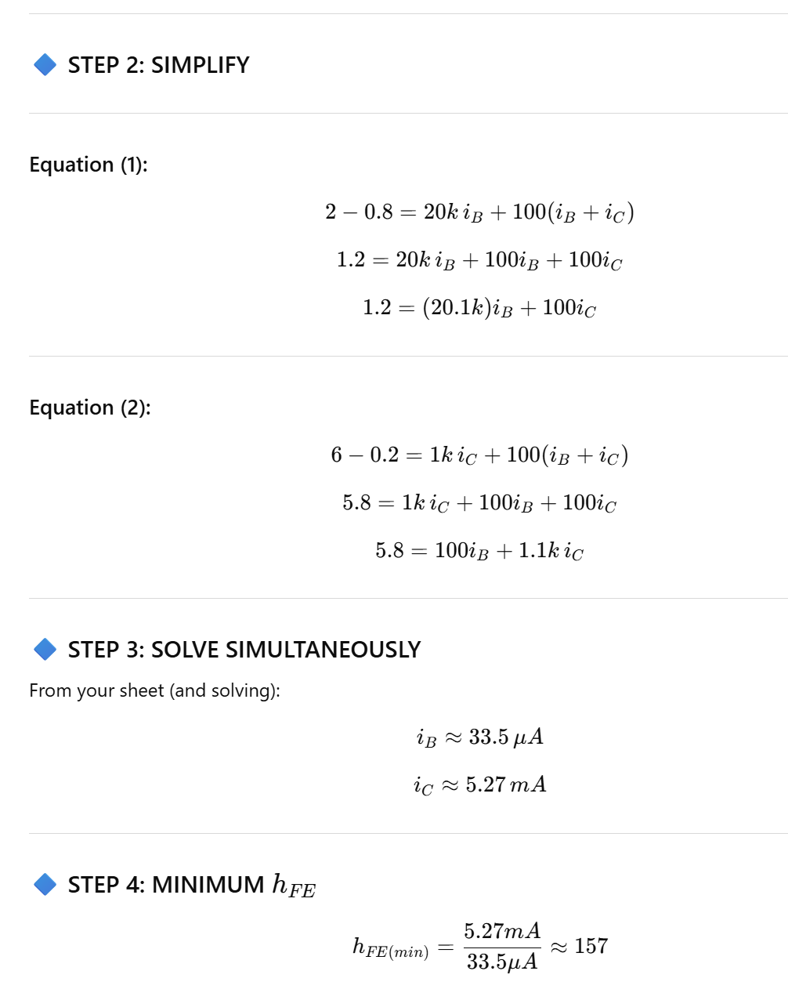 🔷 STEP 2: SIMPLIFY
Equation (1):
2 − 0.8 = 20k i_B + 100(i_B + i_C)
1.2 = 20k i_B + 100i_B + 100i_C
1.2 = (20.1k)i_B + 100i_C
Equation (2):
6 − 0.2 = 1k i_C + 100(i_B + i_C)
5.8 = 1k i_C + 100i_B + 100i_C
5.8 = 100i_B + 1.1k i_C
🔷 STEP 3: SOLVE SIMULTANEOUSLY
From your sheet (and solving):
i_B ≈ 33.5 μA
i_C ≈ 5.27 mA
🔷 STEP 4: MINIMUM h_FE
h_FE(min) = 5.27mA / 33.5μA ≈ 157